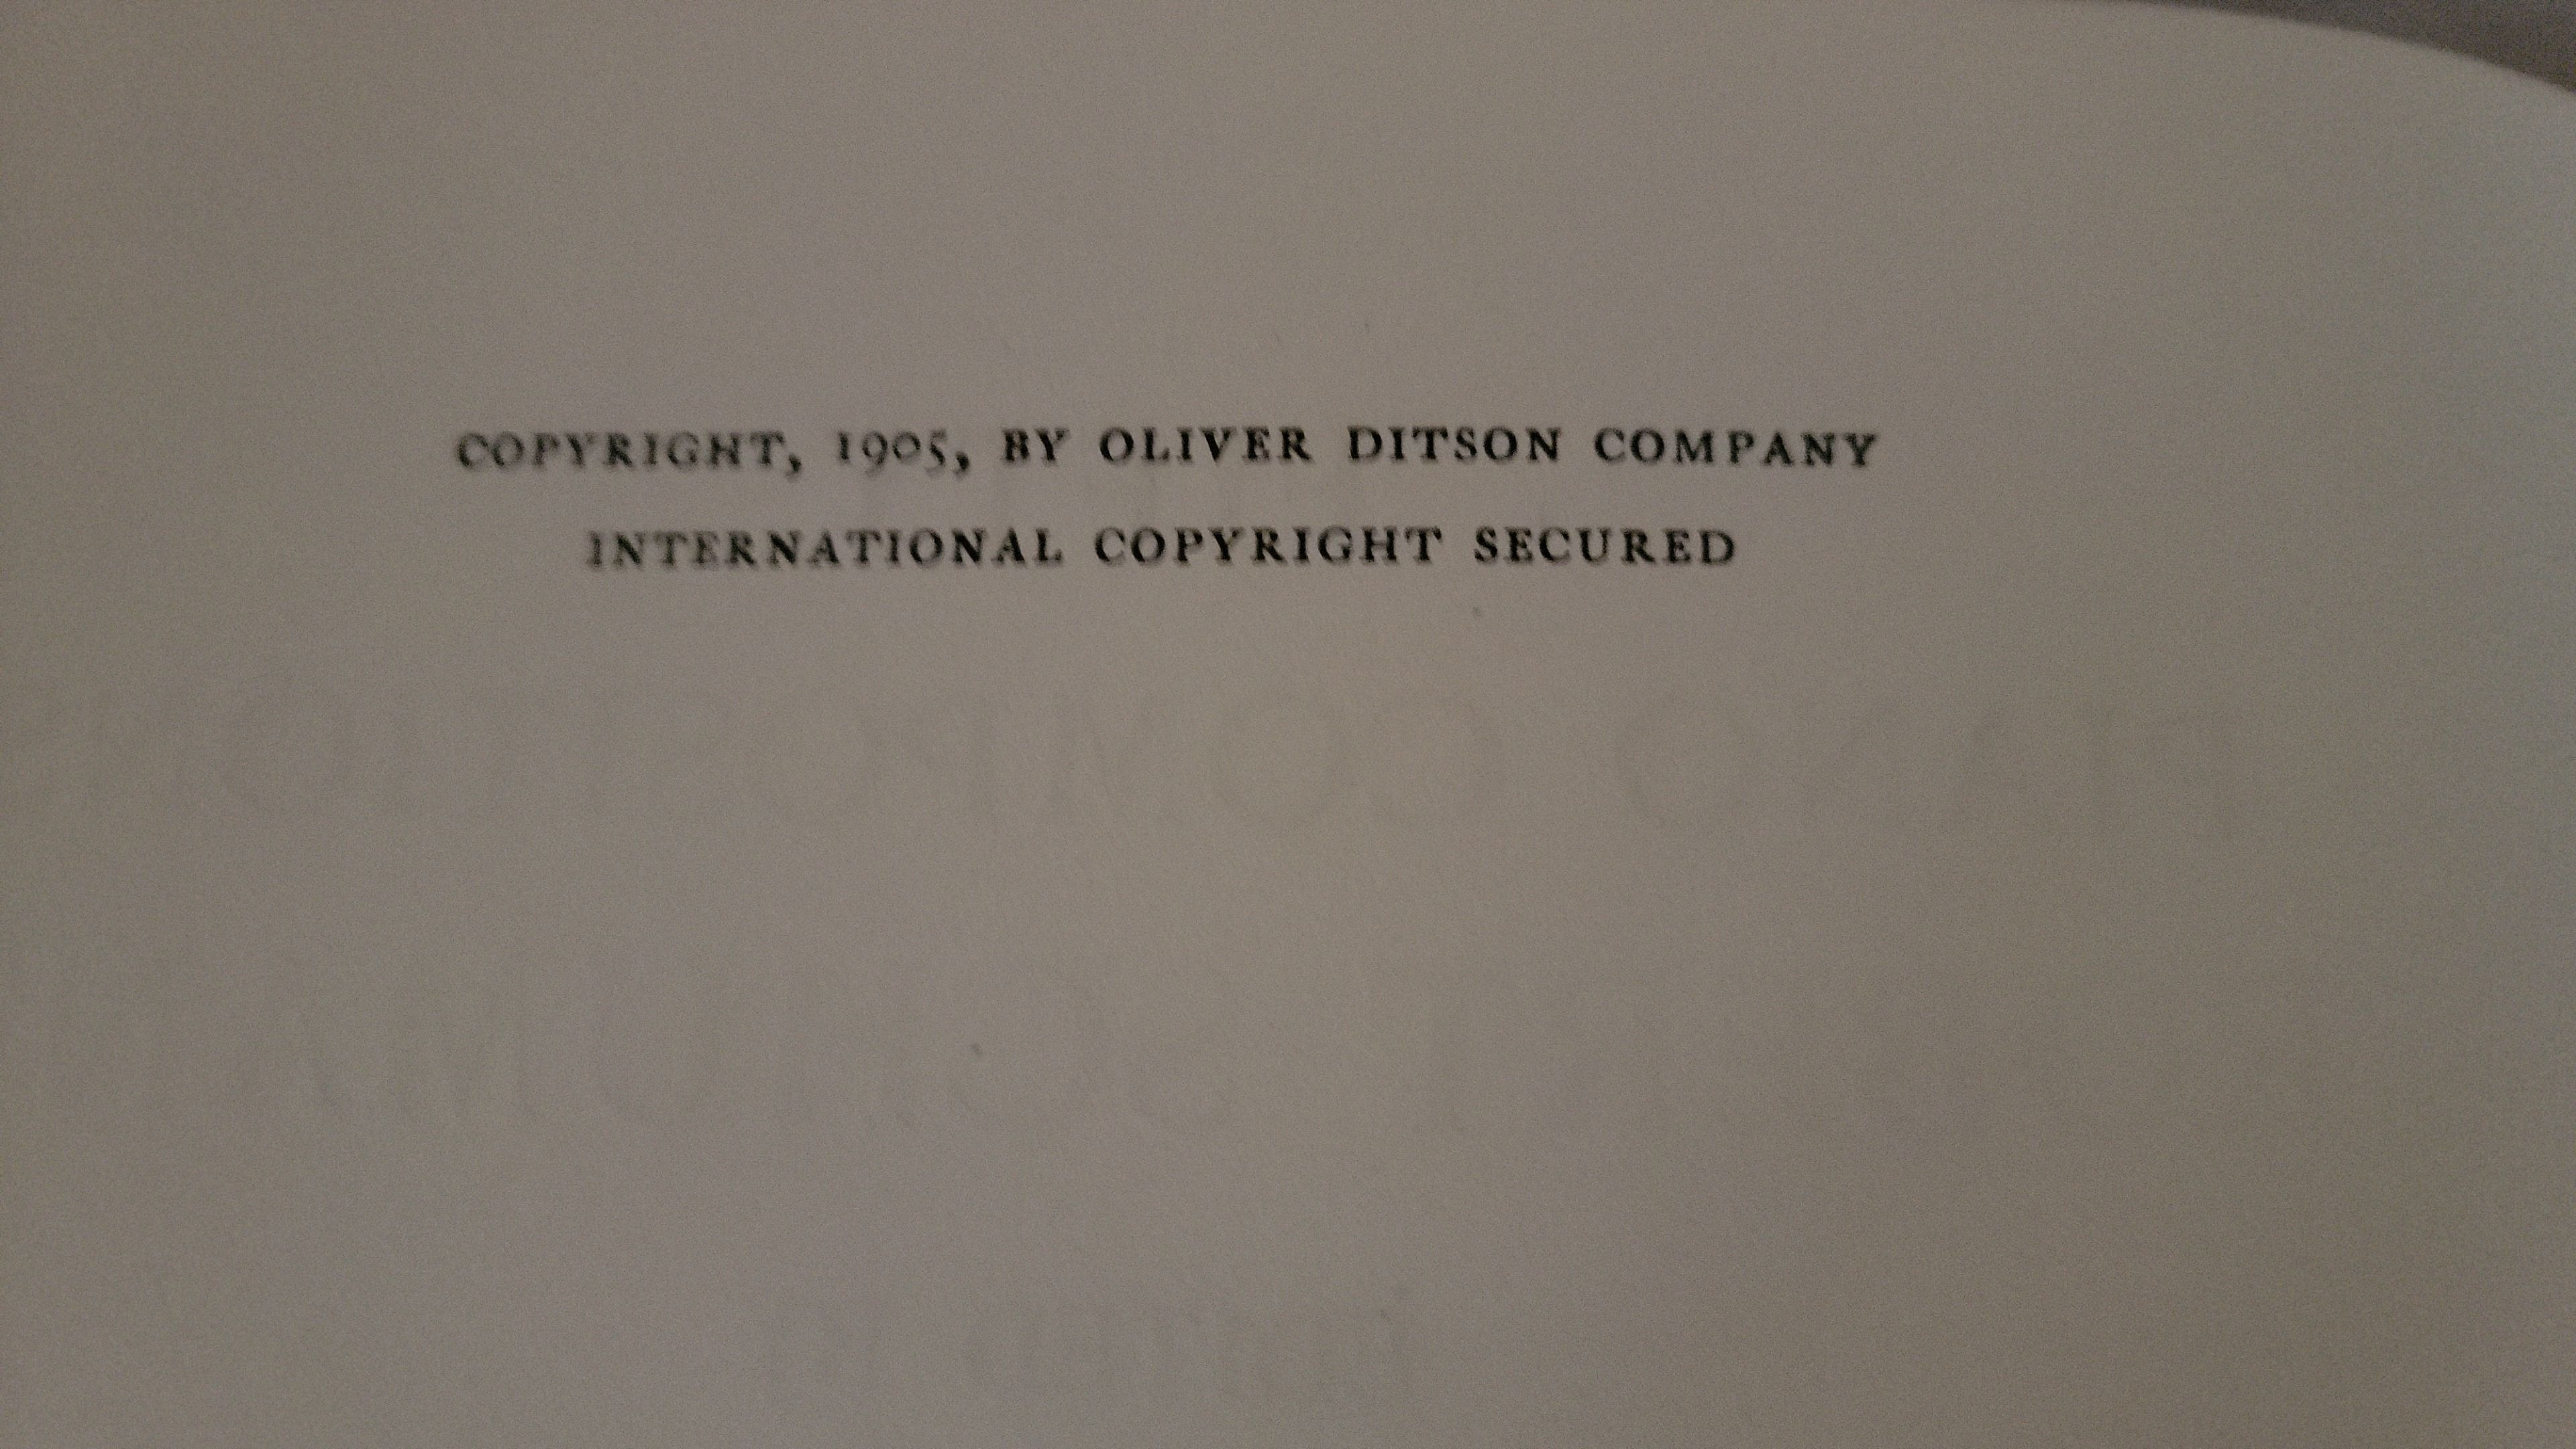 COPYRIGHT, 1905, BY OLIVER DITSON COMPANY
INTERNATIONAL COPYRIGHT SECURED